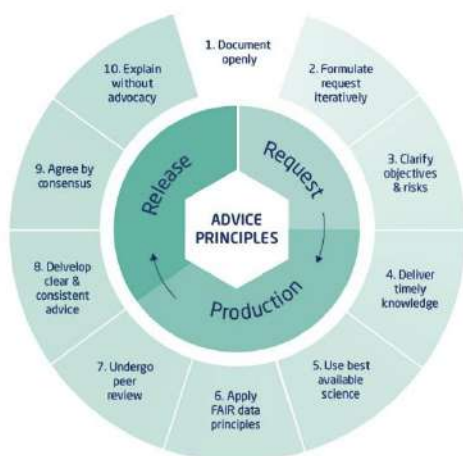 1. Document
openly
2. Formulate
request
iteratively
3. Clarify
objectives
& risks
4. Deliver
timely
knowledge
5. Use best
available
science
6. Apply
FAIR data
principles
7. Undergo
peer
review
8. Delvelop
clear &
consistent
advice
9. Agree by
consensus
10. Explain
without
advocacy
Release
Request
Production
ADVICE
PRINCIPLES